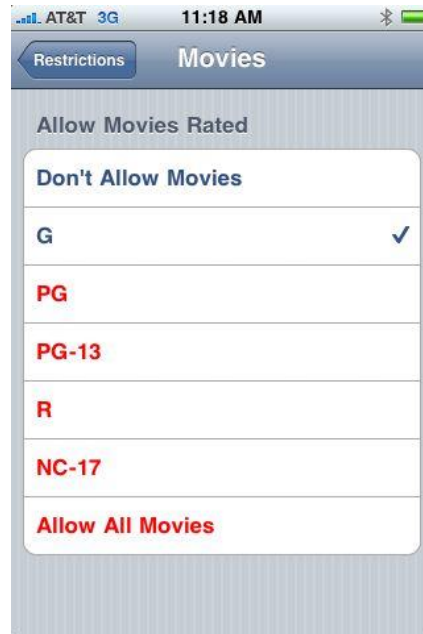 AT&T 3G 11:18 AM
Restrictions Movies
Allow Movies Rated
Don't Allow Movies
G
PG
PG-13
R
NC-17
Allow All Movies